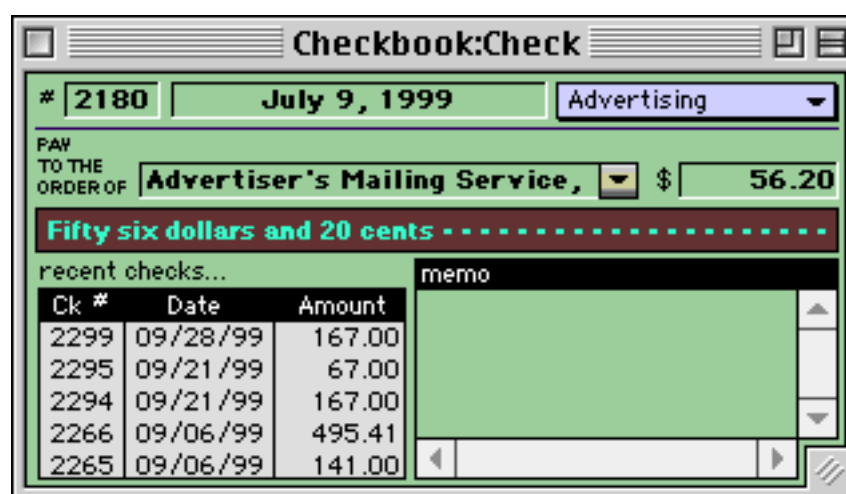 Checkbook:Check
# 2180 July 9, 1999 Advertising
PAY
TO THE
ORDER OF Advertiser's Mailing Service, $ 56.20
Fifty six dollars and 20 cents - - - - - - - - - - - - - - - - - - - - - -
recent checks... memo
Ck # Date Amount
2299 09/28/99 167.00
2295 09/21/99 67.00
2294 09/21/99 167.00
2266 09/06/99 495.41
2265 09/06/99 141.00